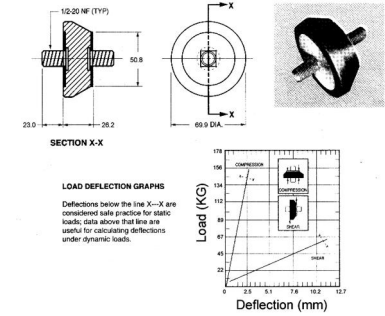 1/2-20 NF (TYP)
50.8
23.0
26.2
SECTION X-X
X
X
69.9 DIA.
LOAD DEFLECTION GRAPHS
Deflections below the line X---X are
considered safe practice for static
loads; data above that line are
useful for calculating deflections
under dynamic loads.
Load (KG)
178
156
134
112
89
67
45
22
0 2.5 5.1 7.6 10.2 12.7
Deflection (mm)
COMPRESSION
COMPRESSION
SHEAR
SHEAR
X
X
X
X